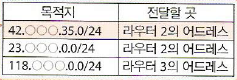 목적지 전달할 곳
42.○○○.35.0/24 라우터 2의 어드레스
23.○○○.0.0/24 라우터 2의 어드레스
118.○○○.0.0/24 라우터 3의 어드레스